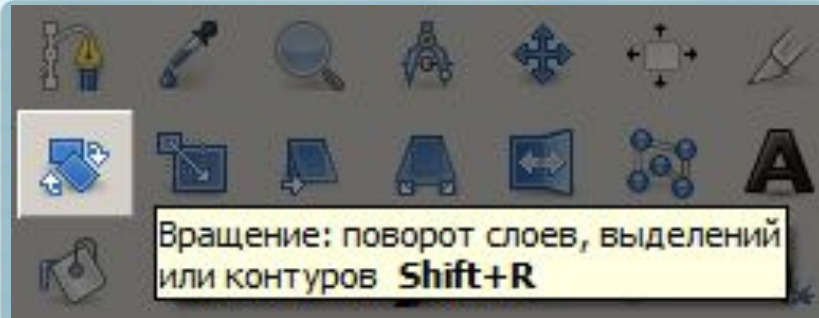 Вращение: поворот слоев, выделений
или контуров Shift+R